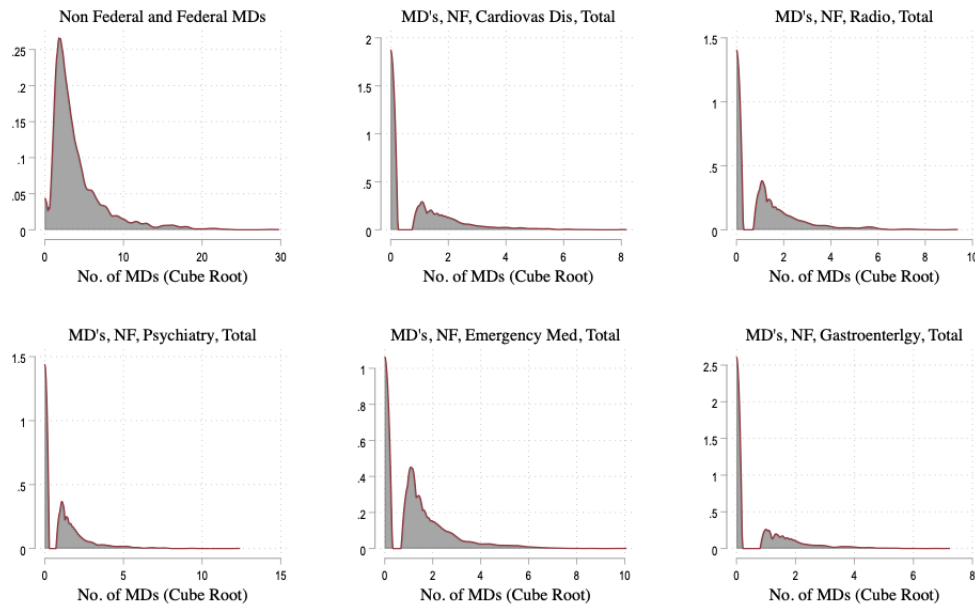 Non Federal and Federal MDs
.25
.2
.15
.1
.05
0
0 10 20 30
No. of MDs (Cube Root)
MD's, NF, Cardiovas Dis, Total
2
1.5
1
.5
0
0 2 4 6 8
No. of MDs (Cube Root)
MD's, NF, Radio, Total
1.5
1
.5
0
0 2 4 6 8 10
No. of MDs (Cube Root)
MD's, NF, Psychiatry, Total
1.5
1
.5
0
0 5 10 15
No. of MDs (Cube Root)
MD's, NF, Emergency Med, Total
1
.8
.6
.4
.2
0
0 2 4 6 8 10
No. of MDs (Cube Root)
MD's, NF, Gastroenterlgy, Total
2.5
2
1.5
1
.5
0
0 2 4 6 8
No. of MDs (Cube Root)